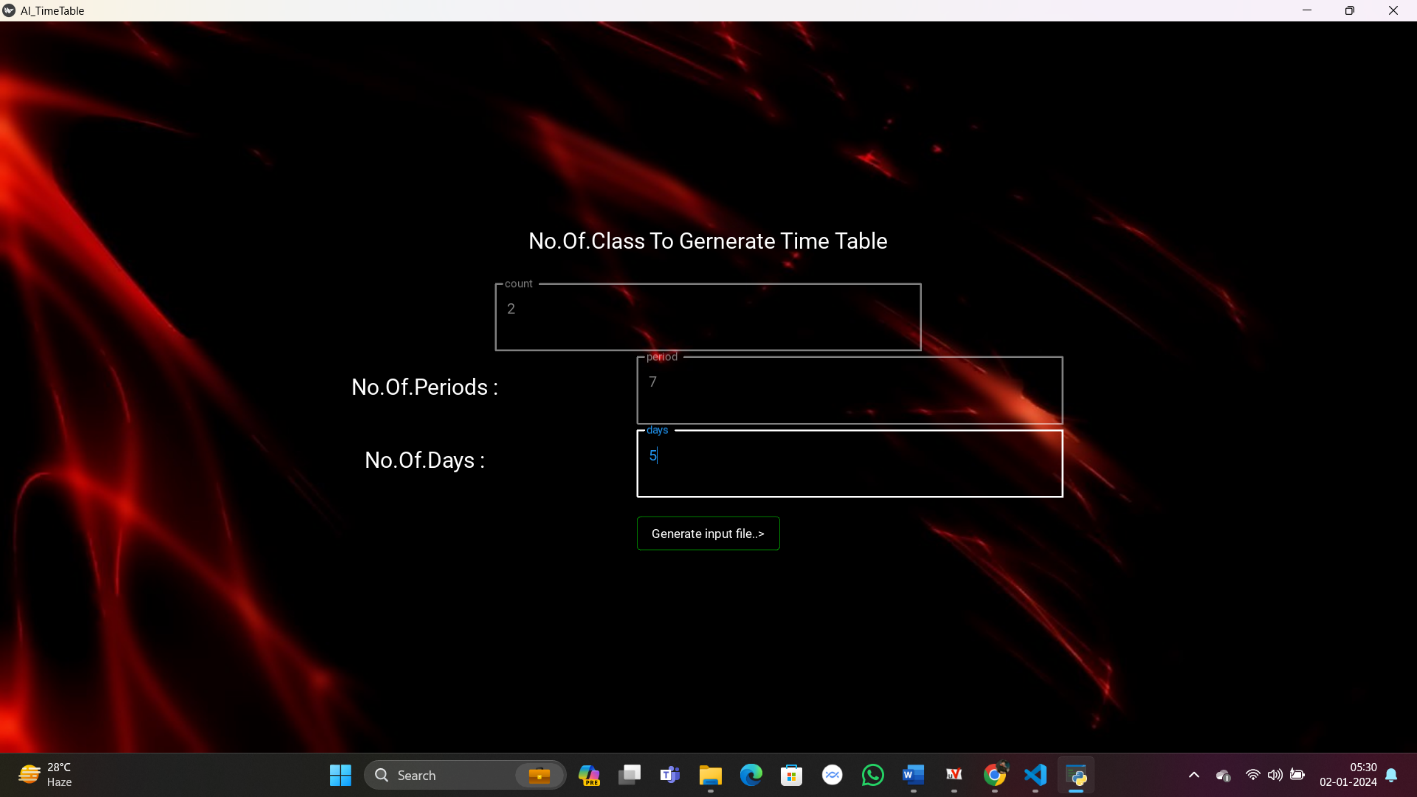 AI_TimeTable
No.Of.Class To Gernerate Time Table
count
2
period
No.Of.Periods :
7
days
No.Of.Days :
5
Generate input file..>
28°C
Haze
Search
PRE
05:30
02-01-2024